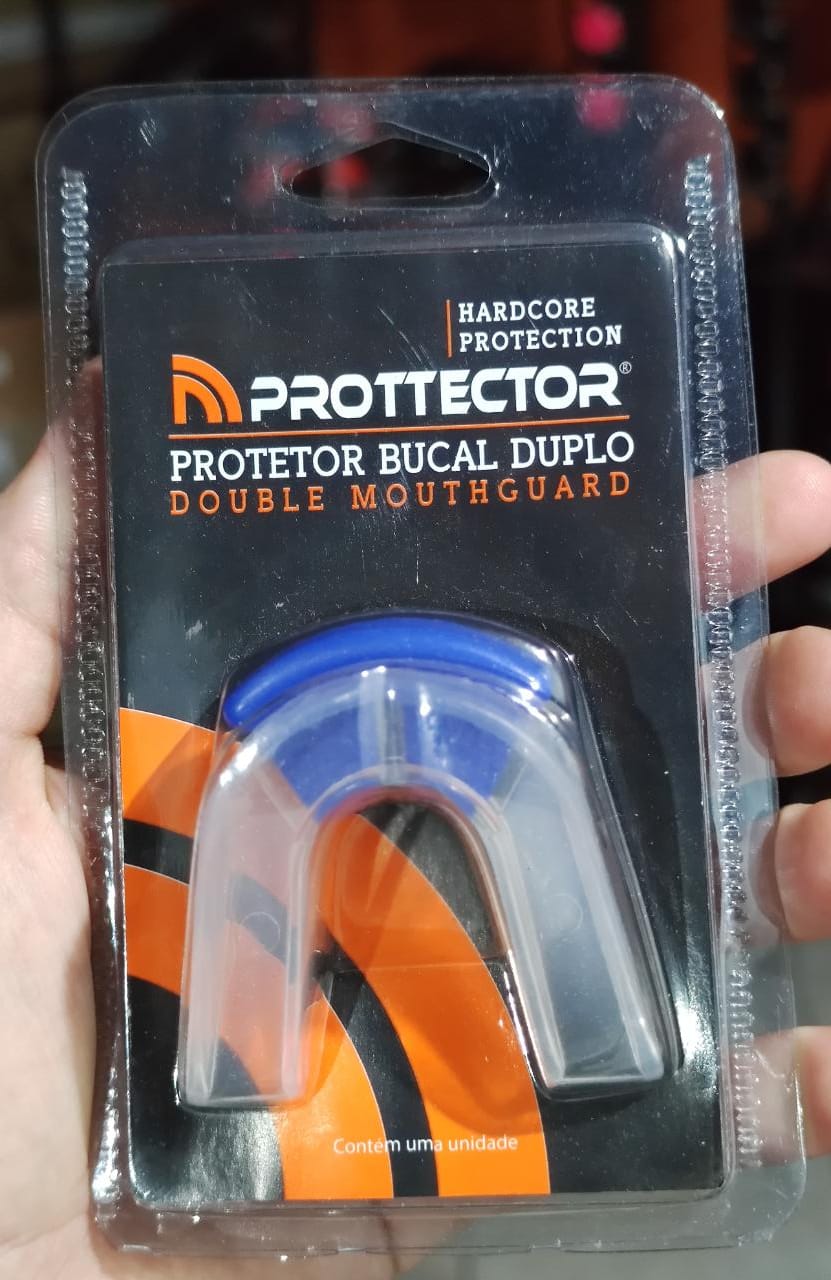 HARDCORE
PROTECTION
PROTTECTOR®
PROTETOR BUCAL DUPLO
DOUBLE MOUTHGUARD
Contém uma unidade